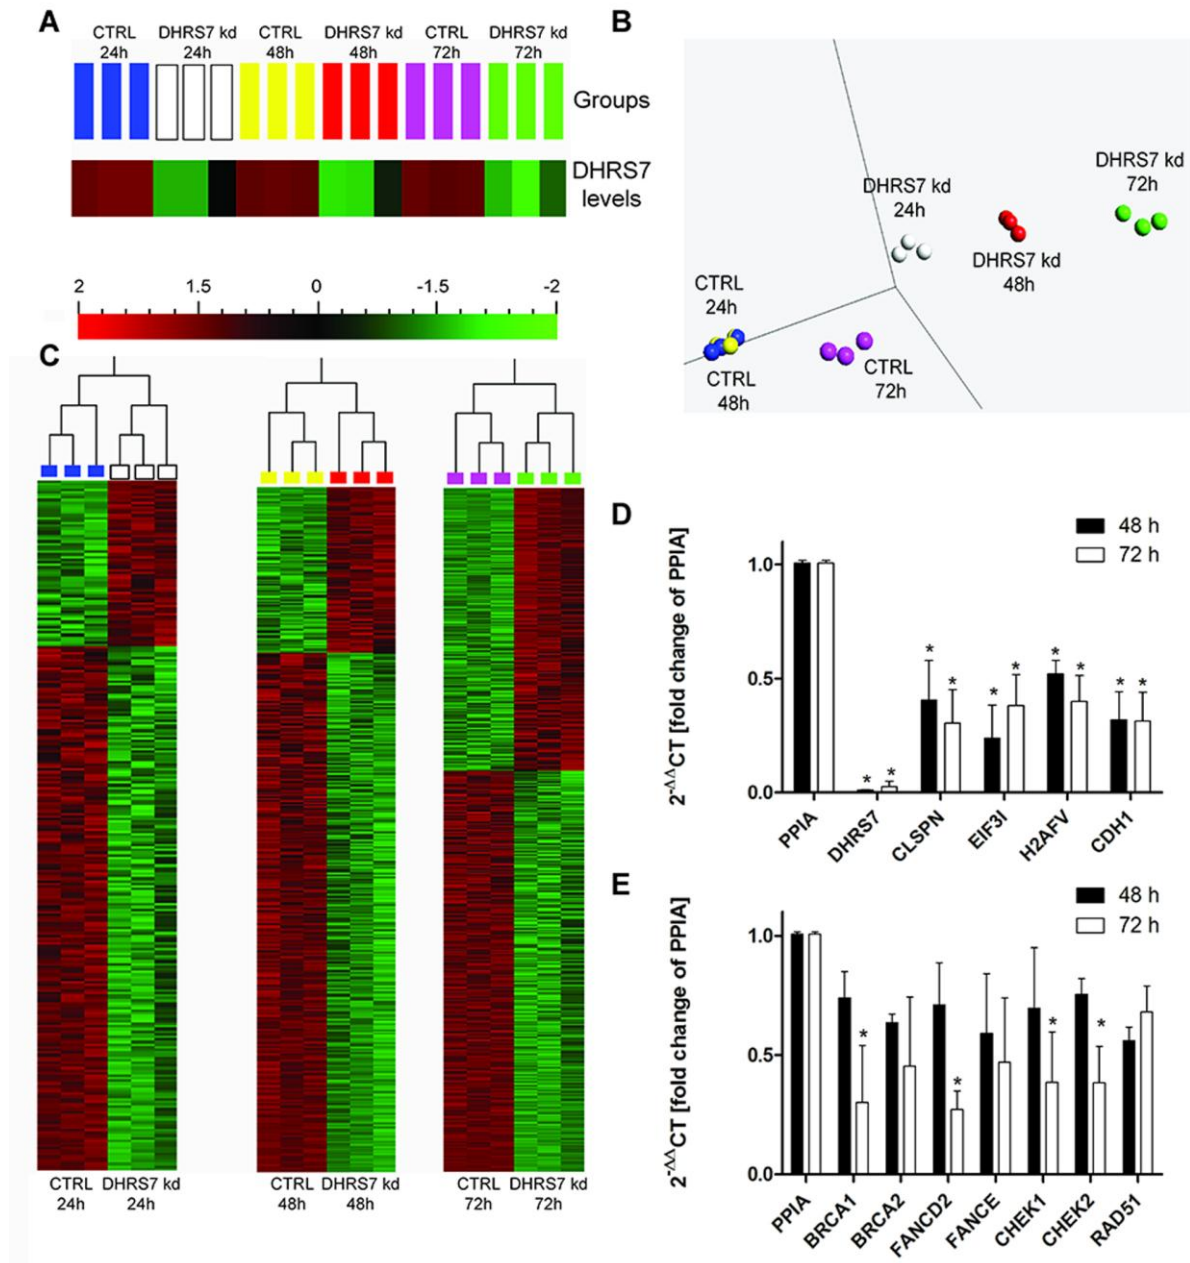 A
CTRL DHRS7 kd CTRL DHRS7 kd CTRL DHRS7 kd
24h 24h 48h 48h 72h 72h
Groups
DHRS7
levels
2 1.5 0 -1.5 -2
B
DHRS7 kd
72h
DHRS7 kd
24h
DHRS7 kd
48h
CTRL
24h
CTRL
48h
CTRL
72h
C
CTRL DHRS7 kd CTRL DHRS7 kd CTRL DHRS7 kd
24h 24h 48h 48h 72h 72h
D
48 h
72 h
2-ΔΔCT [fold change of PPIA]
1.0
0.5
0.0
* * * * * * * * * *
PPIA DHRS7 CLSPN EIF3I H2AFV CDH1
E
48 h
72 h
2-ΔΔCT [fold change of PPIA]
1.0
0.5
0.0
* * * *
PPIA BRCA1 BRCA2 FANCD2 FANCE CHEK1 CHEK2 RAD51